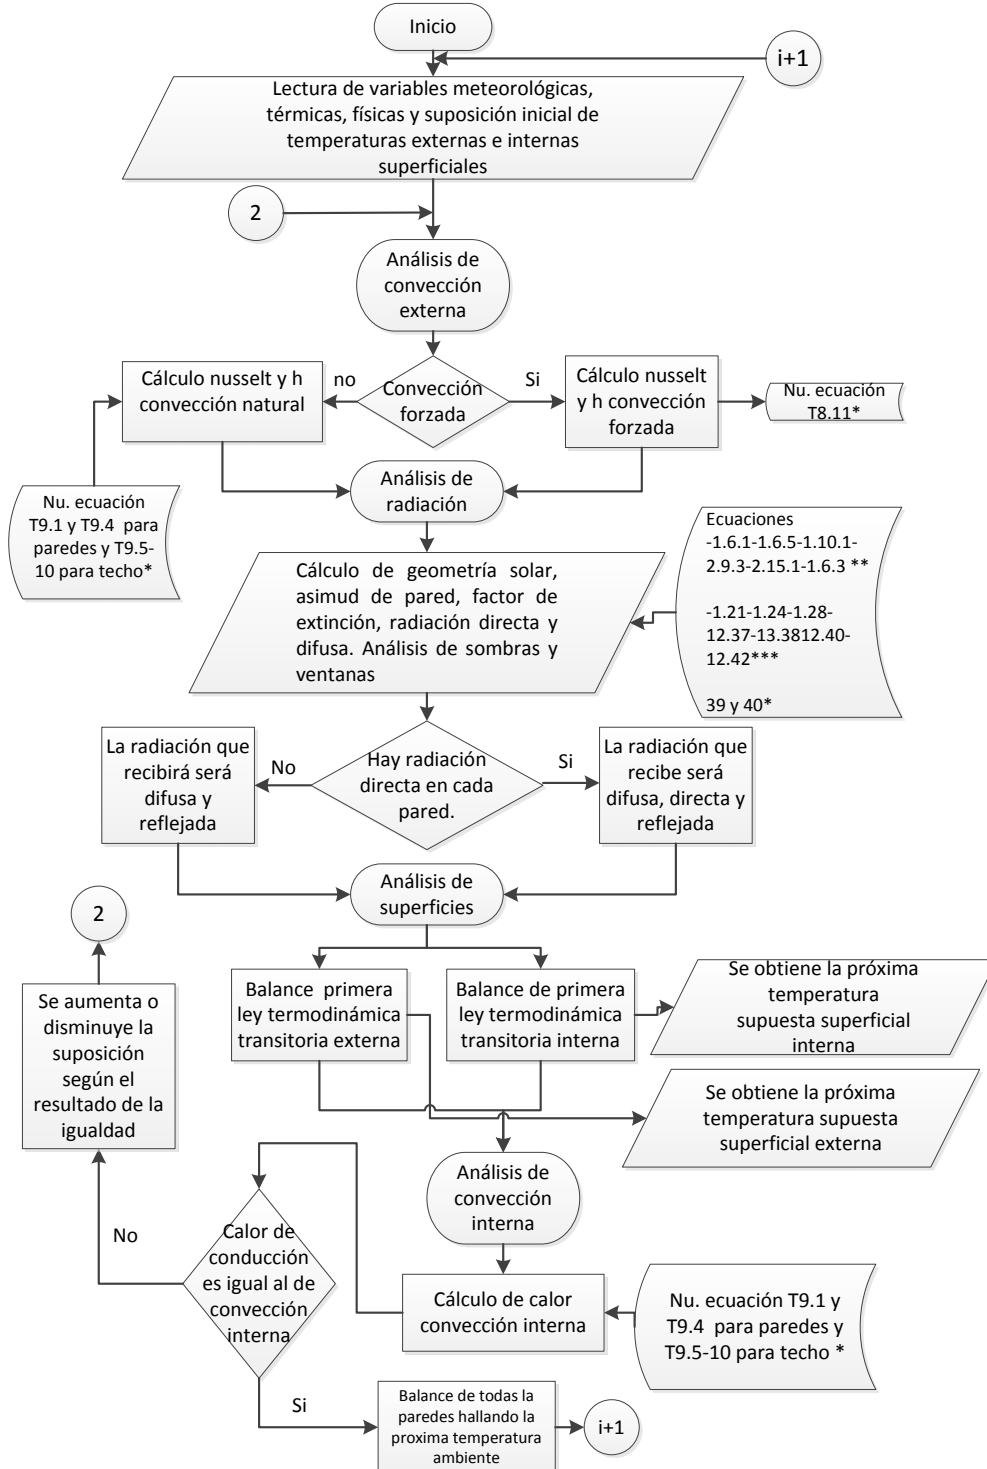 Inicio
i+1
Lectura de variables meteorológicas,
térmicas, físicas y suposición inicial de
temperaturas externas e internas
superficiales
2
Análisis de
convección
externa
Cálculo nusselt y h
convección natural
no
Convección
forzada
Si
Cálculo nusselt
y h convección
forzada
Nu. ecuación
T8.11*
Nu. ecuación
T9.1 y T9.4 para
paredes y T9.5-
10 para techo*
Análisis de
radiación
Ecuaciones
-1.6.1-1.6.5-1.10.1-
2.9.3-2.15.1-1.6.3 **
-1.21-1.24-1.28-
12.37-13.3812.40-
12.42***
39 y 40*
Cálculo de geometría solar,
asimud de pared, factor de
extinción, radiación directa y
difusa. Análisis de sombras y
ventanas
La radiación que
recibirá será
difusa y
reflejada
No
Hay radiación
directa en cada
pared.
Si
La radiación que
recibe será
difusa, directa y
reflejada
Análisis de
superficies
2
Se aumenta o
disminuye la
suposición
según el
resultado de la
igualdad
Balance primera
ley termodinámica
transitoria externa
Balance de primera
ley termodinámica
transitoria interna
Se obtiene la próxima
temperatura
supuesta superficial
interna
Se obtiene la próxima
temperatura supuesta
superficial externa
Análisis de
convección
interna
No
Calor de
conducción
es igual al de
convección
interna
Cálculo de calor
convección interna
Nu. ecuación T9.1 y
T9.4 para paredes y
T9.5-10 para techo *
Si
Balance de todas la
paredes hallando la
proxima temperatura
ambiente
i+1